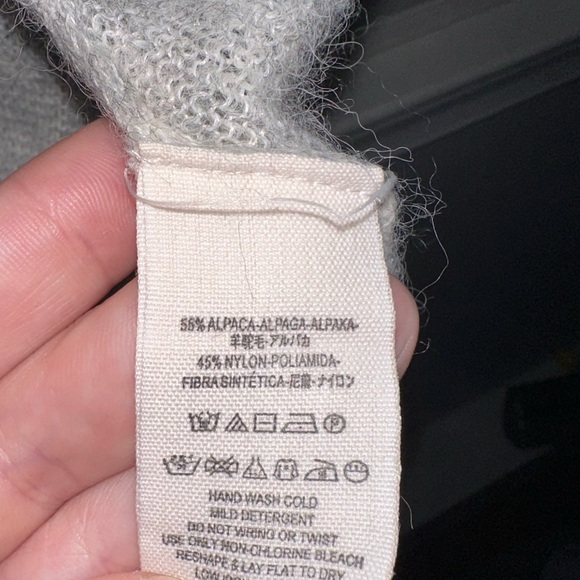 55% ALPACA-ALPAGA-ALPAKA-
羊駝毛-アルパカ
45% NYLON-POLIAMIDA-
FIBRA SINTÉTICA-尼龍-ナイロン
HAND WASH COLD
MILD DETERGENT
DO NOT WRING OR TWIST
USE ONLY NON-CHLORINE BLEACH
RESHAPE & LAY FLAT TO DRY